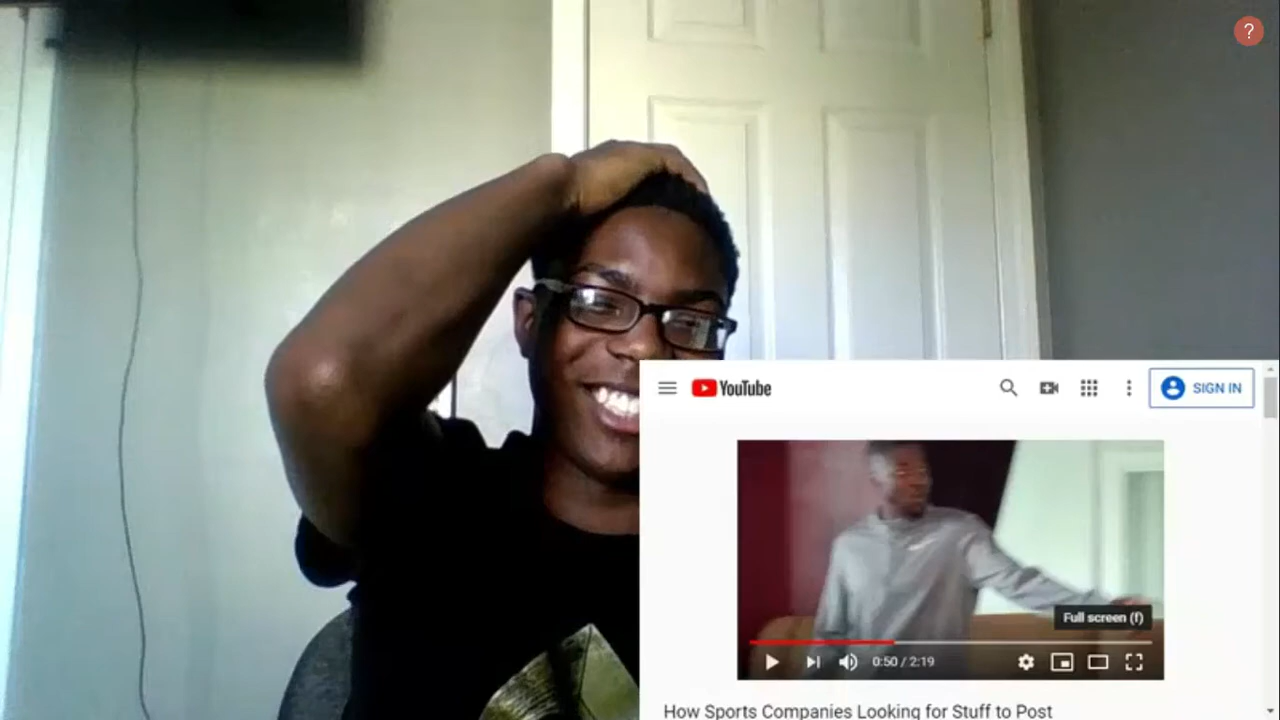 ?
YouTube
SIGN IN
Full screen (f)
0:50 / 2:19
How Sports Companies Looking for Stuff to Post